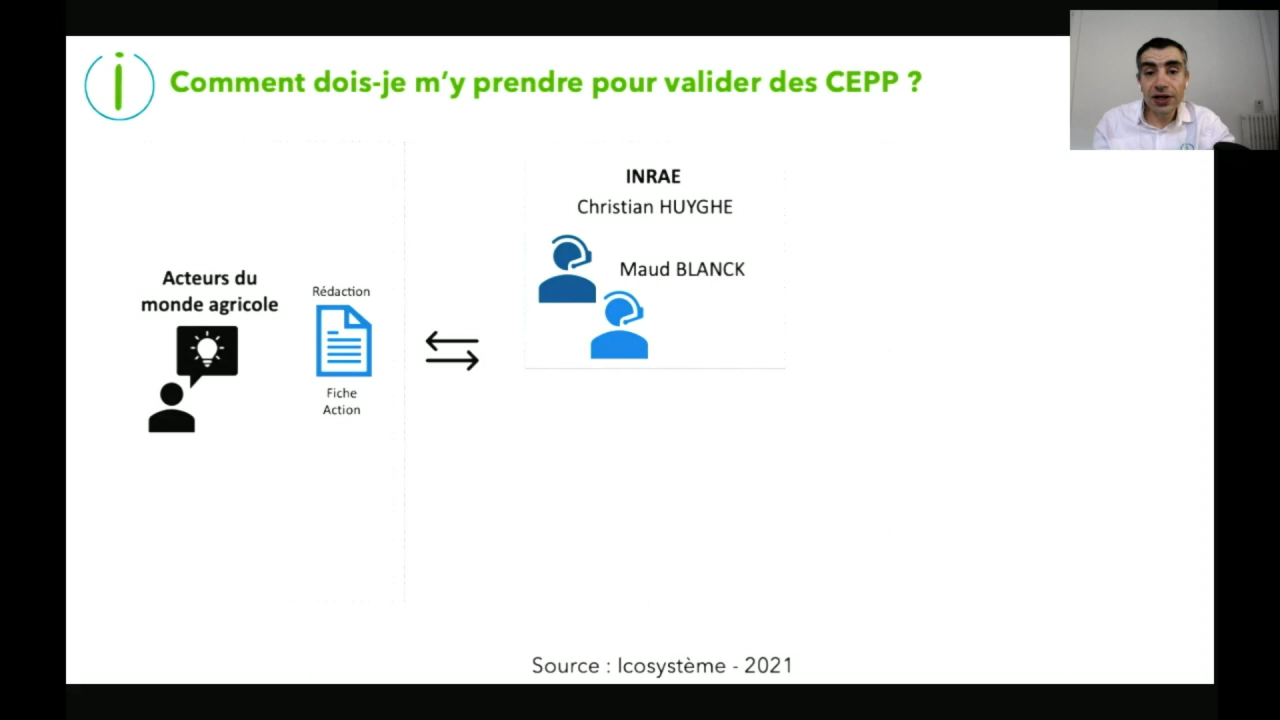 Comment dois-je m'y prendre pour valider des CEPP ?
INRAE
Christian HUYGHE
Maud BLANCK
Acteurs du
monde agricole
Rédaction
Fiche
Action
Source : Icosystème - 2021